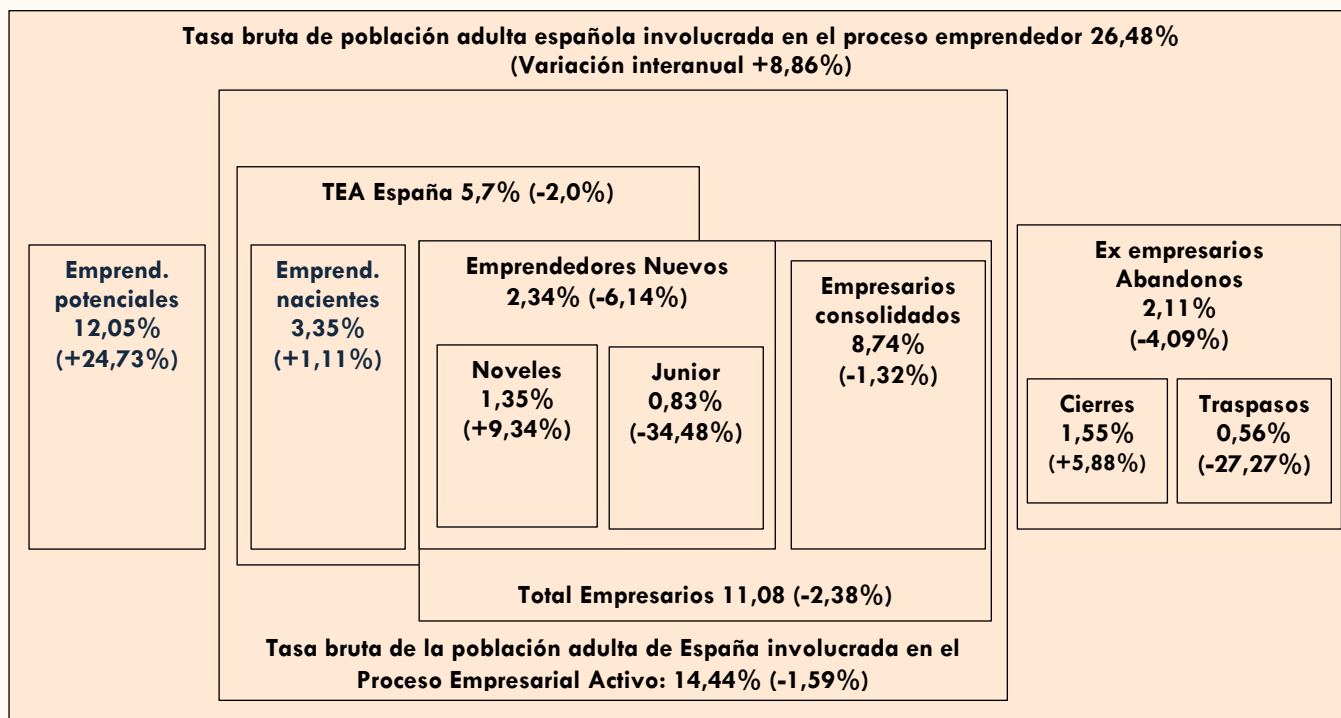 Tasa bruta de población adulta española involucrada en el proceso emprendedor 26,48%
(Variación interanual +8,86%)
TEA España 5,7% (-2,0%)
Emprend.
potenciales
12,05%
(+24,73%)
Emprend.
nacientes
3,35%
(+1,11%)
Emprendedores Nuevos
2,34% (-6,14%)
Noveles
1,35%
(+9,34%)
Junior
0,83%
(-34,48%)
Empresarios
consolidados
8,74%
(-1,32%)
Ex empresarios
Abandonos
2,11%
(-4,09%)
Cierres
1,55%
(+5,88%)
Traspasos
0,56%
(-27,27%)
Total Empresarios 11,08 (-2,38%)
Tasa bruta de la población adulta de España involucrada en el
Proceso Empresarial Activo: 14,44% (-1,59%)